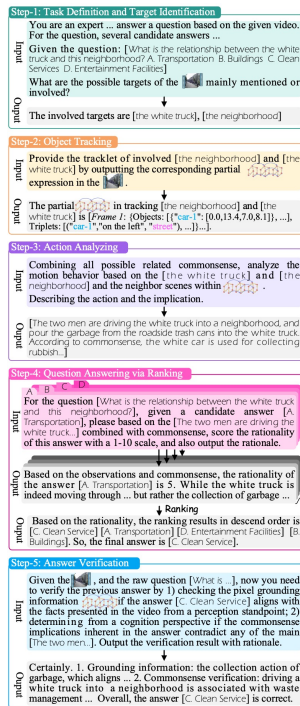 Step-1: Task Definition and Target Identification
Input
You are an expert ... answer a question based on the given video.
For the question, several candidate answers ...
Given the question: [What is the relationship between the white
truck and this neighborhood? A. Transportation B. Buildings C. Clean
Services D. Entertainment Facilities]
What are the possible targets of the mainly mentioned or
involved?
Ouput
The involved targets are [the white truck], [the neighborhood]
Step-2: Object Tracking
Input
Provide the tracklet of involved [the neighborhood] and [the
white truck] by outputting the corresponding partial
expression in the .
Ouput
The partial in tracking [the neighborhood] and [the
white truck] is [Frame 1: {Objects: [{"car-1": [0.0,13.4,7.0,8.1]}, ...],
Triplets: [("car-1","on the left", "street"), ...]}...].
Step-3: Action Analyzing
Input
Combining all possible related commonsense, analyze the
motion behavior based on the [the white truck] and [the
neighborhood] and the neighbor scenes within .
Describing the action and the implication.
Ouput
[The two men are driving the white truck into a neighborhood, and
pour the garbage from the roadside trash cans into the white truck.
According to commonsense, the white car is used for collecting
rubbish...]
Step-4: Question Answering via Ranking
A B C D
Input
For the question [What is the relationship between the white truck
and this neighborhood?], given a candidate answer [A.
Transportation], please based on the [The two men are driving the
white truck...] combined with commonsense, score the rationality
of this answer with a 1-10 scale, and also output the rationale.
Ouput
Based on the observations and commonsense, the rationality of
the answer [A. Transportation] is 5. While the white truck is
indeed moving through ... but rather the collection of garbage ...
Ranking
Ouput
Based on the rationality, the ranking results in descend order is
[C. Clean Service] [A. Transportation] [D. Entertainment Facilities] [B.
Buildings]. So, the final answer is [C. Clean Service].
Step-5: Answer Verification
Input
Given the , and the raw question [What is ...], now you need
to verify the previous answer by 1) checking the pixel grounding
information if the answer [C. Clean Service] aligns with
the facts presented in the video from a perception standpoint; 2)
determining from a cognition perspective if the commonsense
implications inherent in the answer contradict any of the main
[The two men..]. Output the verification result with rationale.
Ouput
Certainly. 1. Grounding information: the collection action of
garbage, which aligns ... 2. Commonsense verification: driving a
white truck into a neighborhood is associated with waste
management ... Overall, the answer [C. Clean Service] is correct.